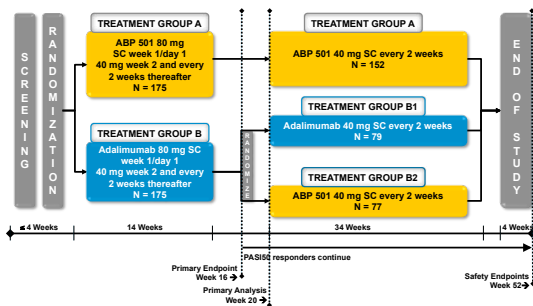 SCREENING
RANDOMIZATION
TREATMENT GROUP A
ABP 501 80 mg
SC week 1/day 1
40 mg week 2 and every
2 weeks thereafter
N = 175
TREATMENT GROUP B
Adalimumab 80 mg SC
week 1/day 1
40 mg week 2 and every
2 weeks thereafter
N = 175
RANDOMIZE
TREATMENT GROUP A
ABP 501 40 mg SC every 2 weeks
N = 152
TREATMENT GROUP B1
Adalimumab 40 mg SC every 2 weeks
N = 79
TREATMENT GROUP B2
ABP 501 40 mg SC every 2 weeks
N = 77
END OF STUDY
≤ 4 Weeks
14 Weeks
34 Weeks
4 Weeks
PASI50 responders continue
Primary Endpoint
Week 16
Primary Analysis
Week 20
Safety Endpoints
Week 52